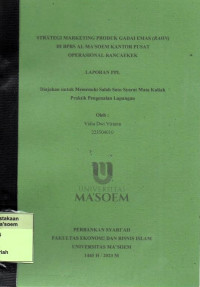 STRATEGI MARKETING PRODUK GADAI EMAS (RAHN)
DI BPRS AL MA'SOEM KANTOR PUSAT
OPERASIONAL RANCAEKEK
LAPORAN PPL
Diajukan untuk Memenuhi Salah Satu Syarat Mata Kuliah
Praktik Pengenalan Lapangan
Oleh :
UNIVERSITAS
MA'SOEM
PERBANKAN SYARIAH
FAKULTAS EKONOMI DAN BISNIS ISLAM
UNIVERSITAS MA'SOEM
stakaan
a'soem